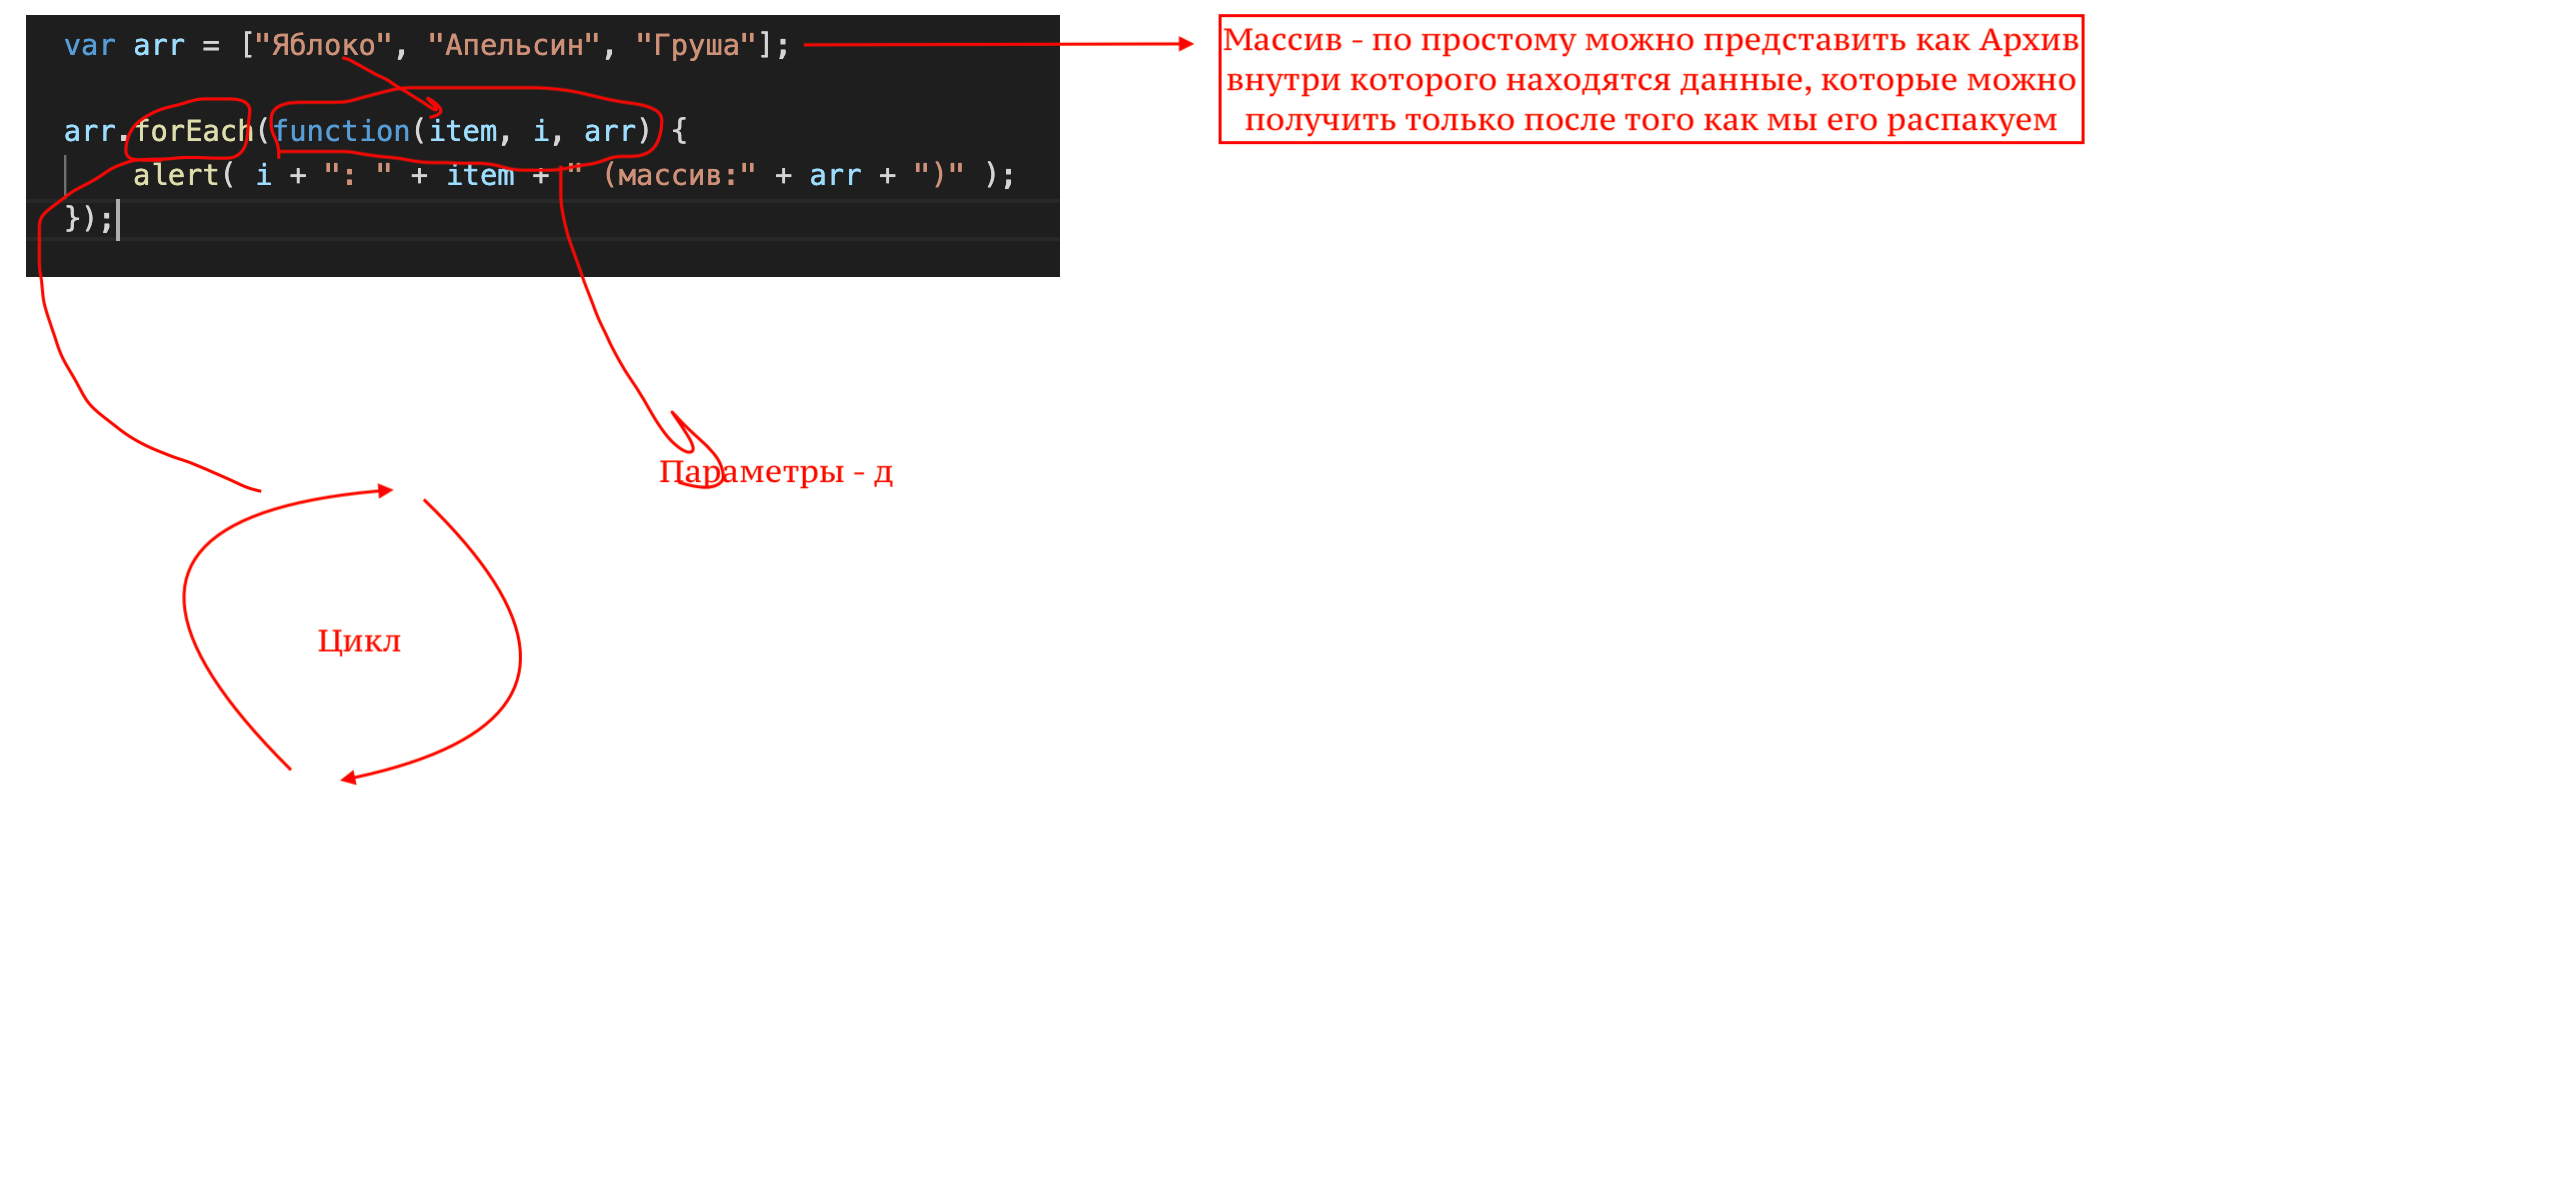 var arr = ["Яблоко", "Апельсин", "Груша"];
arr.forEach(function(item, i, arr) {
alert( i + ": " + item + " (массив:" + arr + ")" );
});
Массив - по простому можно представить как Архив
внутри которого находятся данные, которые можно
получить только после того как мы его распакуем
Параметры - д
Цикл